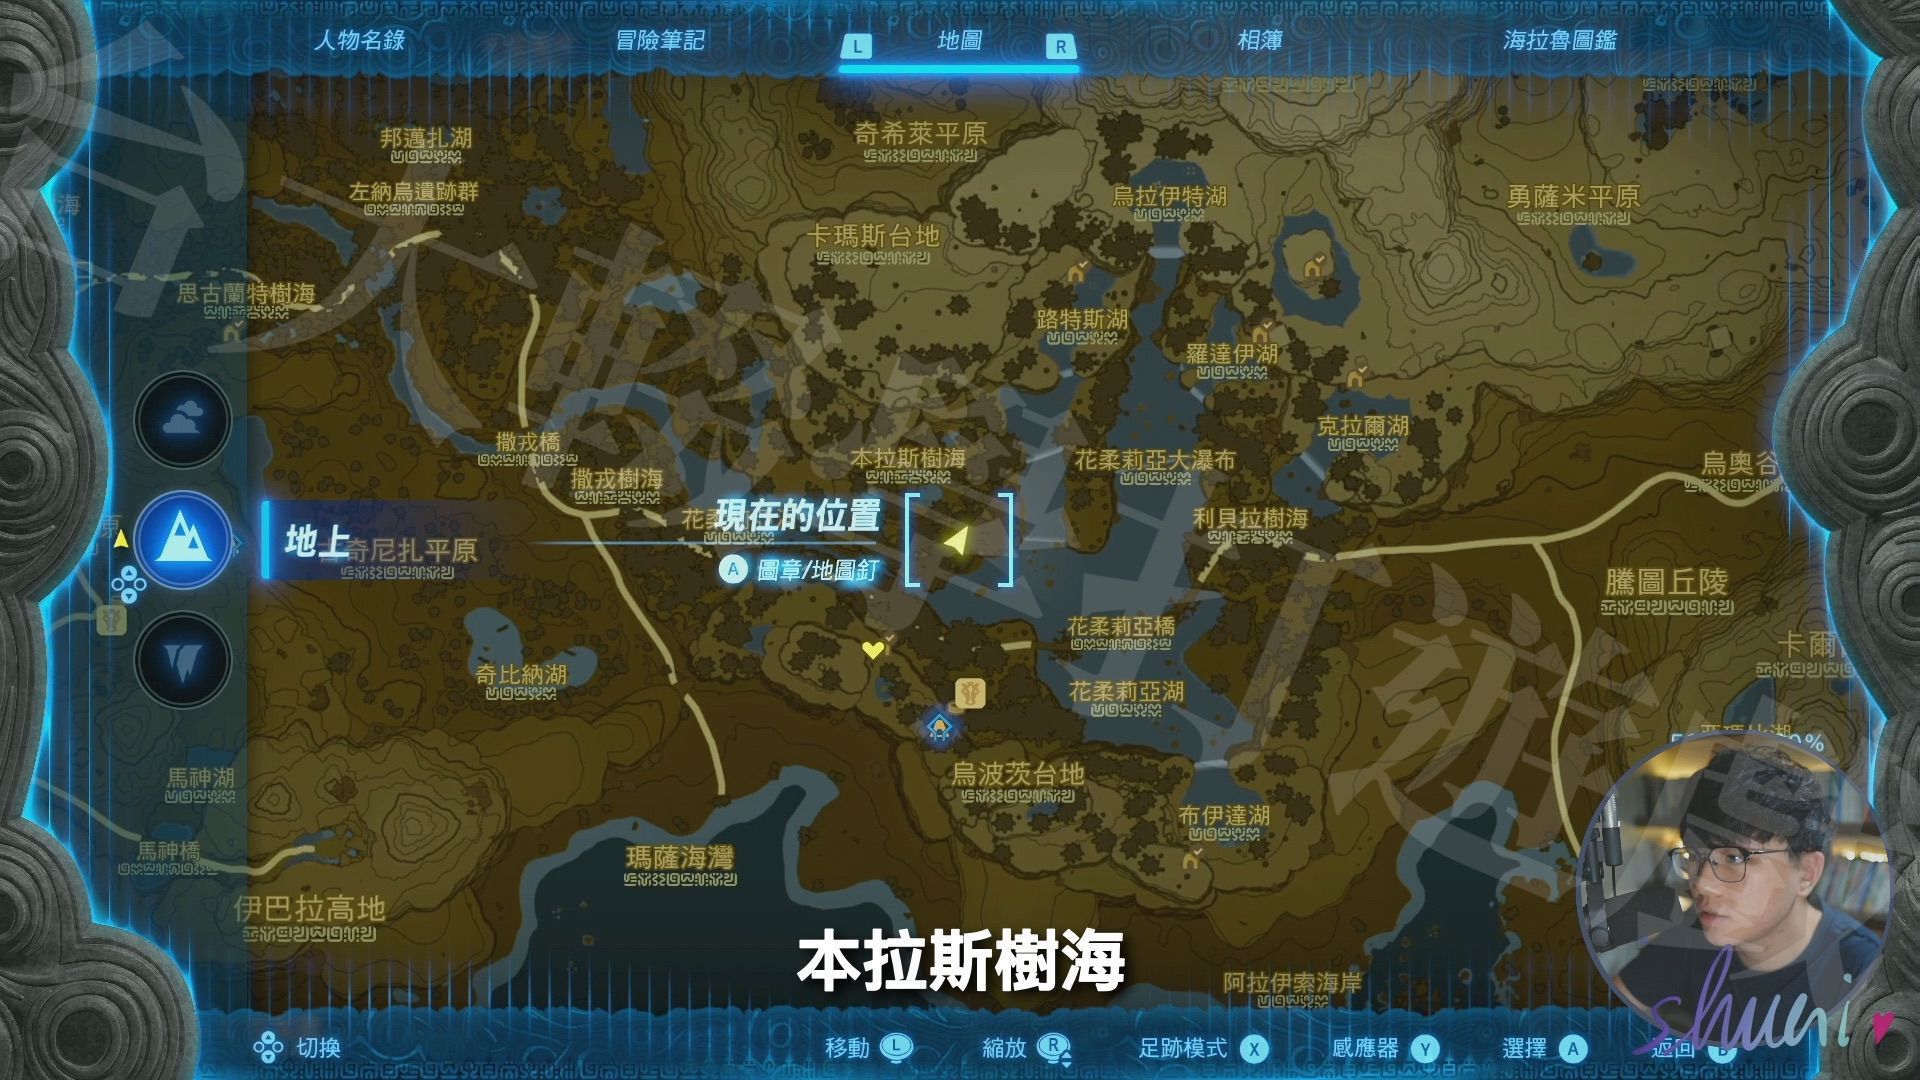 人物名錄
冒險筆記
L
地圖
R
相簿
海拉魯圖鑑
邦邁扎湖
奇希萊平原
左納烏遺跡群
烏拉伊特湖
勇薩米平原
卡瑪斯台地
思古蘭特樹海
路特斯湖
羅達伊湖
克拉爾湖
撒戎橋
撒戎樹海
本拉斯樹海
花柔莉亞大瀑布
烏奧谷
現在的位置
利貝拉樹海
地上
奇尼扎平原
A 圖章/地圖釘
騰圖丘陵
花柔莉亞橋
奇比納湖
花柔莉亞湖
馬神湖
烏波茨台地
布伊達湖
馬神橋
瑪薩海灣
伊巴拉高地
本拉斯樹海
阿拉伊索海岸
shuni
切換
移動 L
縮放 R
足跡模式 X
感應器 Y
選擇 A
返回 B